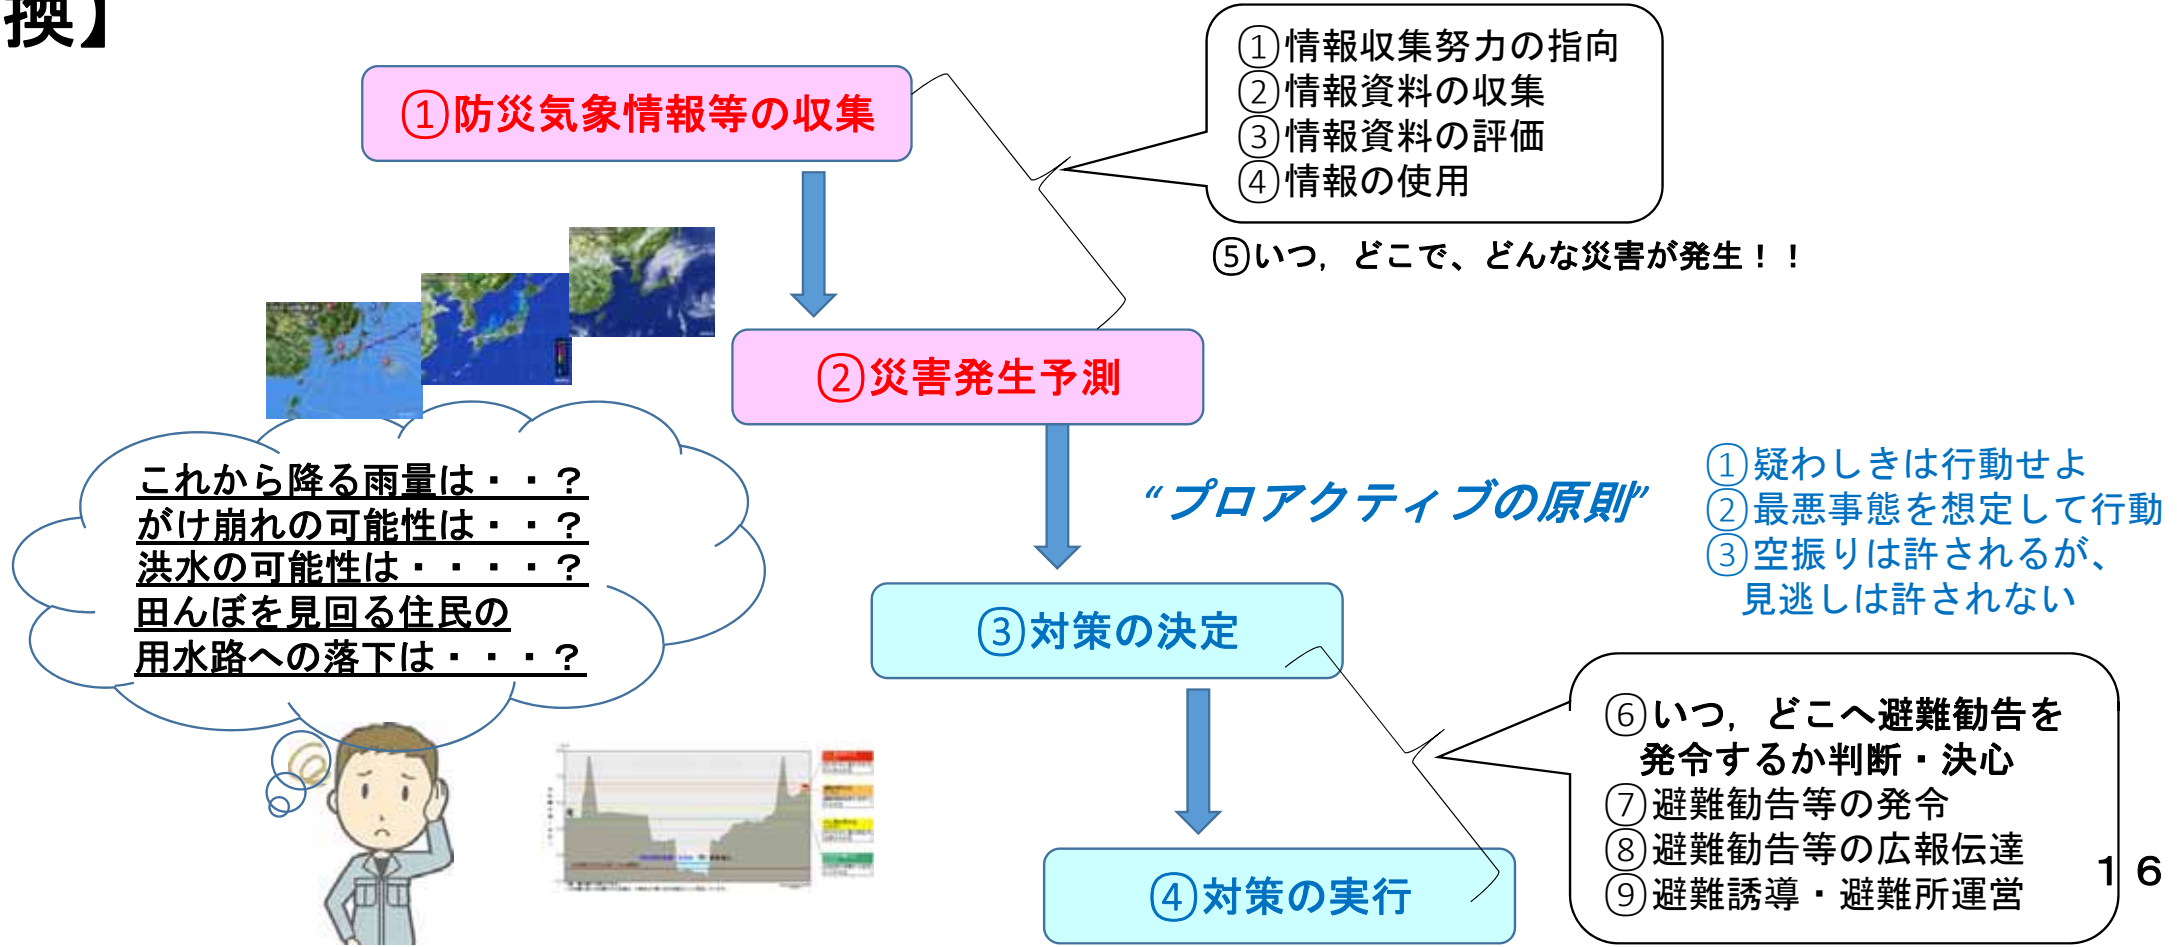 換】
①防災気象情報等の収集
①情報収集努力の指向
②情報資料の収集
③情報資料の評価
④情報の使用
⑤いつ，どこで、どんな災害が発生！！
②災害発生予測
これから降る雨量は・・？
がけ崩れの可能性は・・？
洪水の可能性は・・・・？
田んぼを見回る住民の
用水路への落下は・・・？
“プロアクティブの原則”
①疑わしきは行動せよ
②最悪事態を想定して行動
③空振りは許されるが、
見逃しは許されない
③対策の決定
⑥いつ，どこへ避難勧告を
発令するか判断・決心
⑦避難勧告等の発令
⑧避難勧告等の広報伝達
⑨避難誘導・避難所運営
④対策の実行
１６